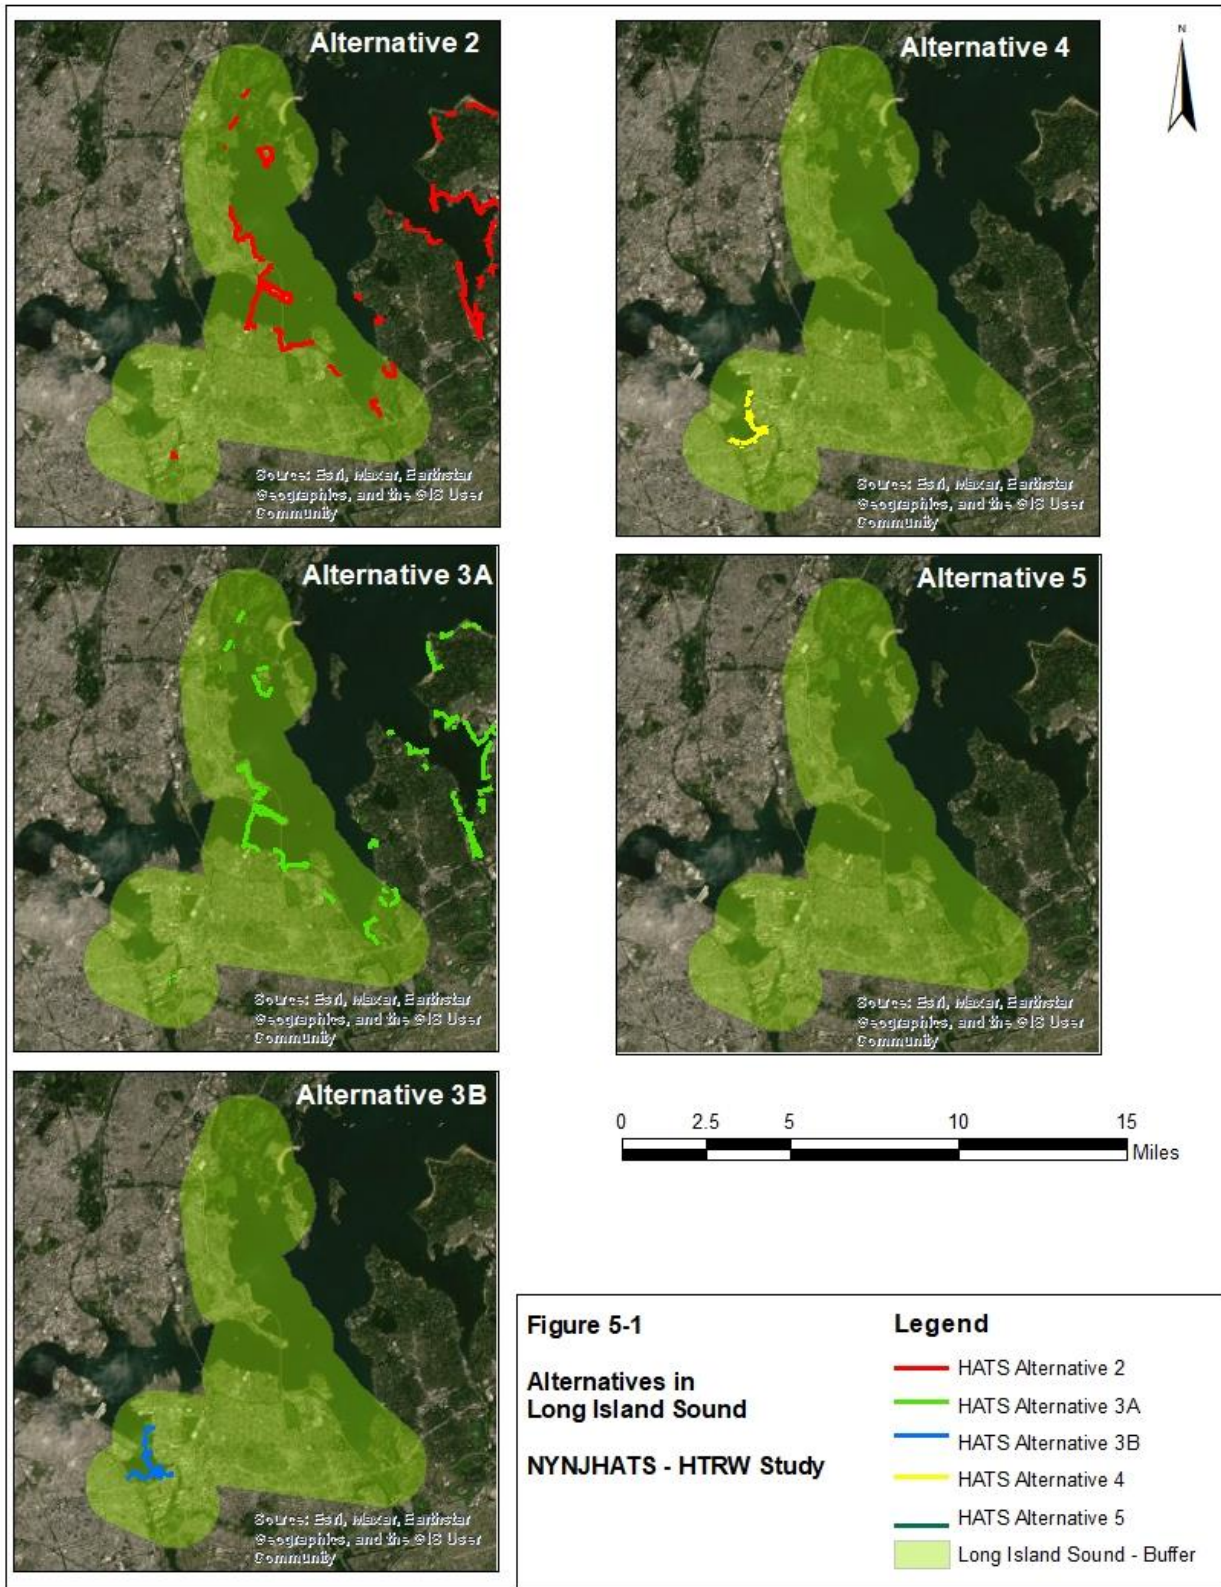 Alternative 2
Source: Esri, Maxar, Earthstar
Geographics, and the GIS User
Community
Alternative 4
Source: Esri, Maxar, Earthstar
Geographics, and the GIS User
Community
N
Alternative 3A
Source: Esri, Maxar, Earthstar
Geographics, and the GIS User
Community
Alternative 5
Source: Esri, Maxar, Earthstar
Geographics, and the GIS User
Community
Alternative 3B
Source: Esri, Maxar, Earthstar
Geographics, and the GIS User
Community
0 2.5 5 10 15
Miles
Figure 5-1
Alternatives in
Long Island Sound
NYNJHATS - HTRW Study
Legend
HATS Alternative 2
HATS Alternative 3A
HATS Alternative 3B
HATS Alternative 4
HATS Alternative 5
Long Island Sound - Buffer